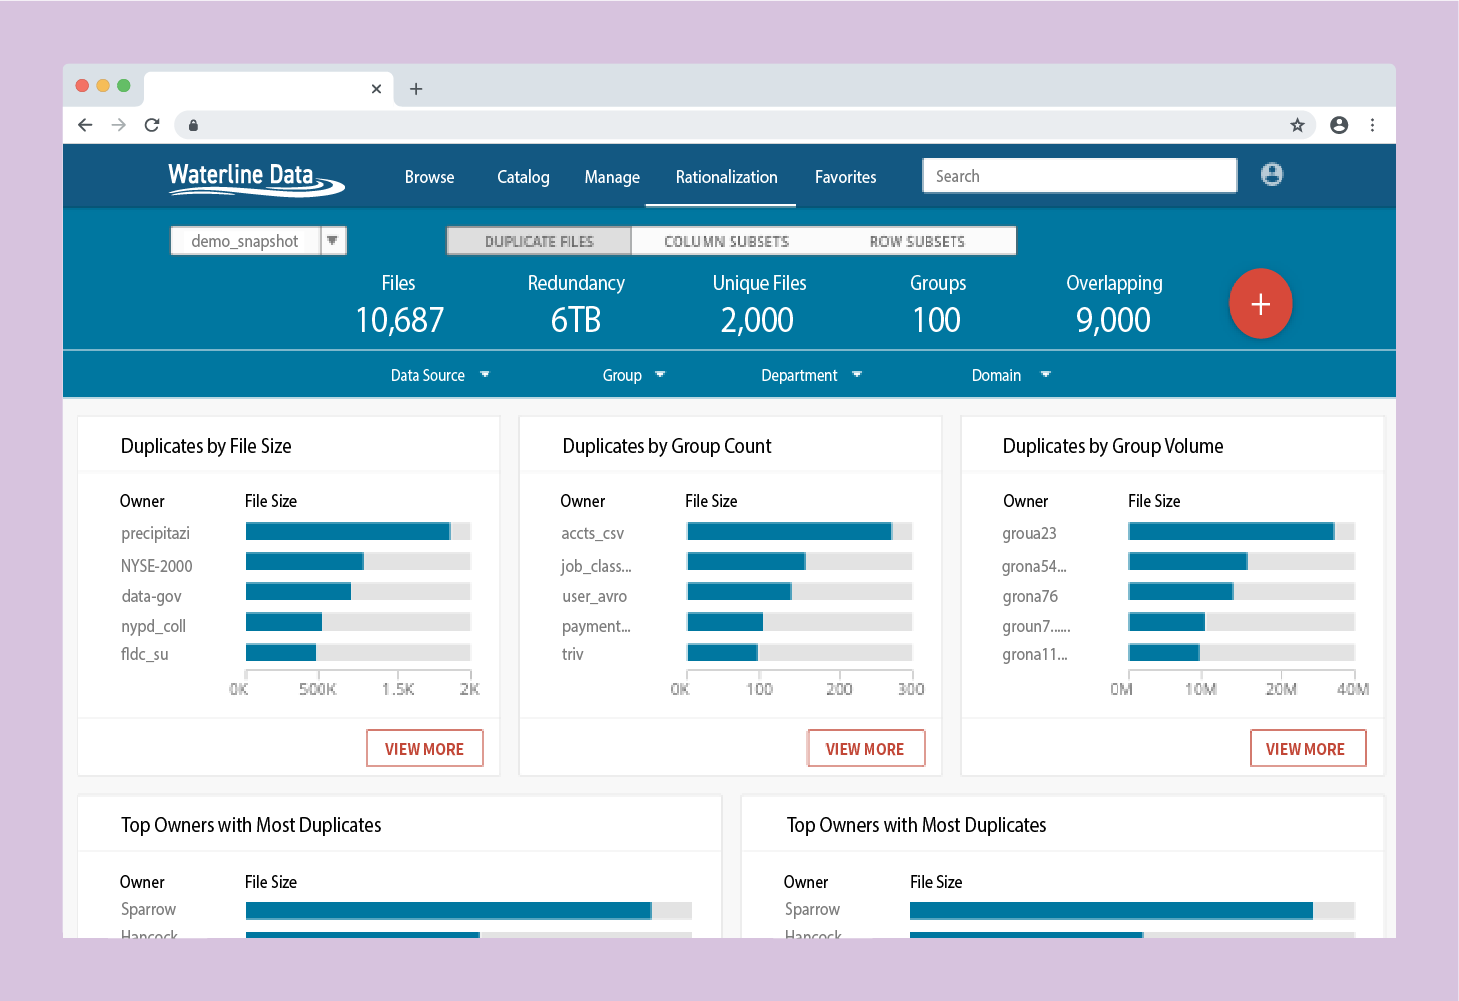 Waterline Data Browse Catalog Manage Rationalization Favorites Search
demo_snapshot DUPLICATE FILES COLUMN SUBSETS ROW SUBSETS
Files Redundancy Unique Files Groups Overlapping
10,687 6TB 2,000 100 9,000
Data Source Group Department Domain
Duplicates by File Size
Owner File Size
precipitazi
NYSE-2000
data-gov
nypd_coll
fldc_su
0K 500K 1.5K 2K
VIEW MORE
Duplicates by Group Count
Owner File Size
accts_csv
job_class...
user_avro
payment...
triv
0K 100 200 300
VIEW MORE
Duplicates by Group Volume
Owner File Size
groua23
grona54...
grona76
groun7......
grona11...
0M 10M 20M 40M
VIEW MORE
Top Owners with Most Duplicates
Owner File Size
Sparrow
Hancock
Top Owners with Most Duplicates
Owner File Size
Sparrow
Hancock